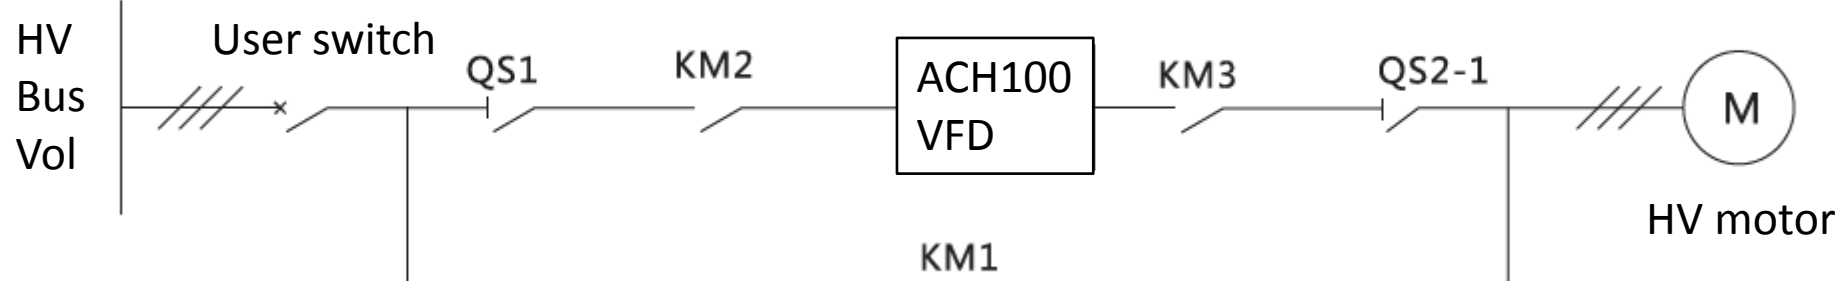 HV
Bus
Vol
User switch
QS1
KM2
ACH100
VFD
KM3
QS2-1
M
HV motor
KM1